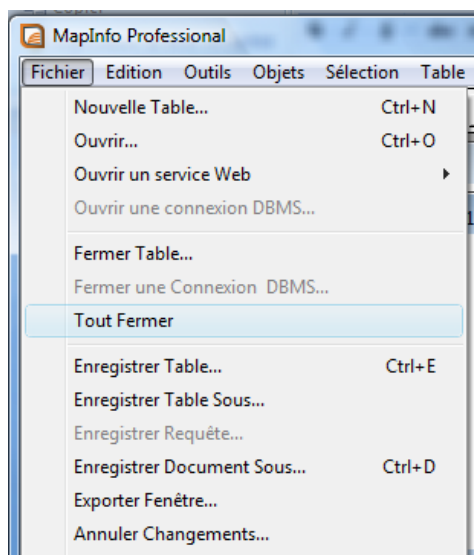 MapInfo Professional
Fichier Edition Outils Objets Sélection Table
Nouvelle Table... Ctrl+N
Ouvrir... Ctrl+O
Ouvrir un service Web
Ouvrir une connexion DBMS...
Fermer Table...
Fermer une Connexion DBMS...
Tout Fermer
Enregistrer Table... Ctrl+E
Enregistrer Table Sous...
Enregistrer Requête...
Enregistrer Document Sous... Ctrl+D
Exporter Fenêtre...
Annuler Changements...